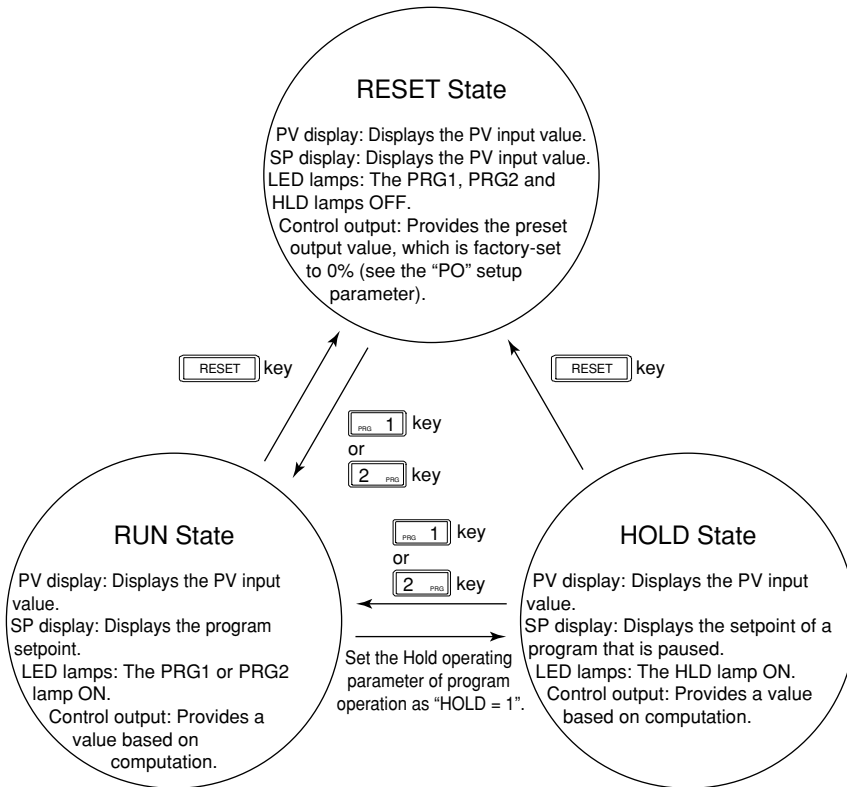 RESET State
PV display: Displays the PV input value.
SP display: Displays the PV input value.
LED lamps: The PRG1, PRG2 and
HLD lamps OFF.
Control output: Provides the preset
output value, which is factory-set
to 0% (see the “PO” setup
parameter).
RESET key
RESET key
PRG 1 key
or
2 PRG key
RUN State
PV display: Displays the PV input
value.
SP display: Displays the program
setpoint.
LED lamps: The PRG1 or PRG2
lamp ON.
Control output: Provides a
value based on
computation.
PRG 1 key
or
2 PRG key
Set the Hold operating
parameter of program
operation as “HOLD = 1”.
HOLD State
PV display: Displays the PV input
value.
SP display: Displays the setpoint of a
program that is paused.
LED lamps: The HLD lamp ON.
Control output: Provides a value
based on computation.